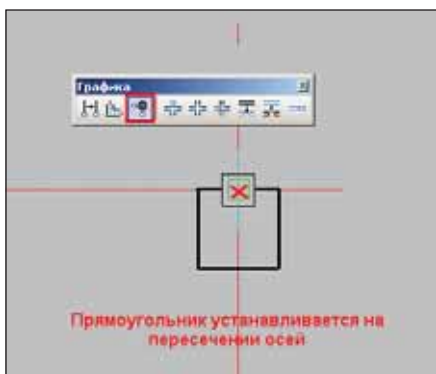 Графика
Прямоугольник устанавливается на
пересечении осей